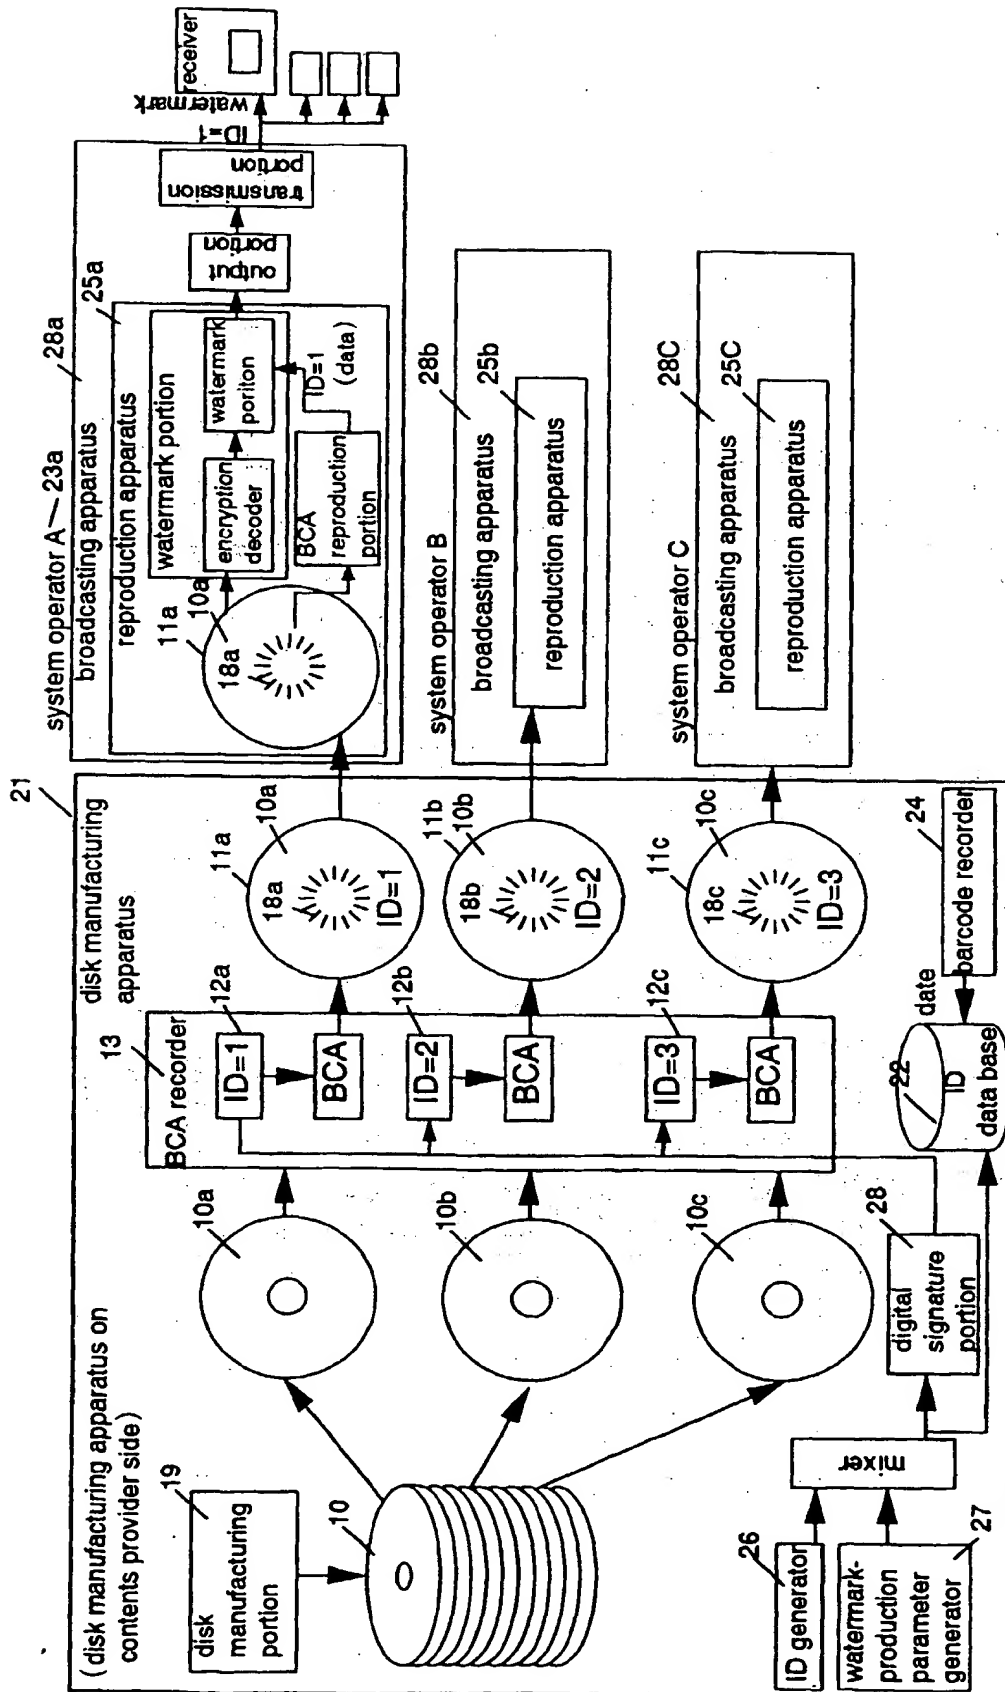 (disk manufacturing apparatus on
contents provider side)
21
disk manufacturing
apparatus
disk
manufacturing
portion
19
10
10a
10b
10c
13
BCA recorder
ID=1
12a
BCA
ID=2
12b
BCA
ID=3
12c
BCA
11a
10a
18a
ID=1
11b
10b
18b
ID=2
11c
10c
18c
ID=3
ID generator
26
watermark-
production
parameter
generator
27
mixer
digital
signature
portion
28
22
ID
data base
date
barcode recorder
24
system operator A
23a
broadcasting apparatus
28a
reproduction apparatus
25a
watermark portion
11a
10a
18a
encryption
decoder
watermark
poriton
BCA
reproduction
portion
ID=1
(data)
output
portion
transmission
portion
ID=1
watermark
receiver
system operator B
broadcasting apparatus
28b
reproduction apparatus
25b
system operator C
broadcasting apparatus
28C
reproduction apparatus
25C